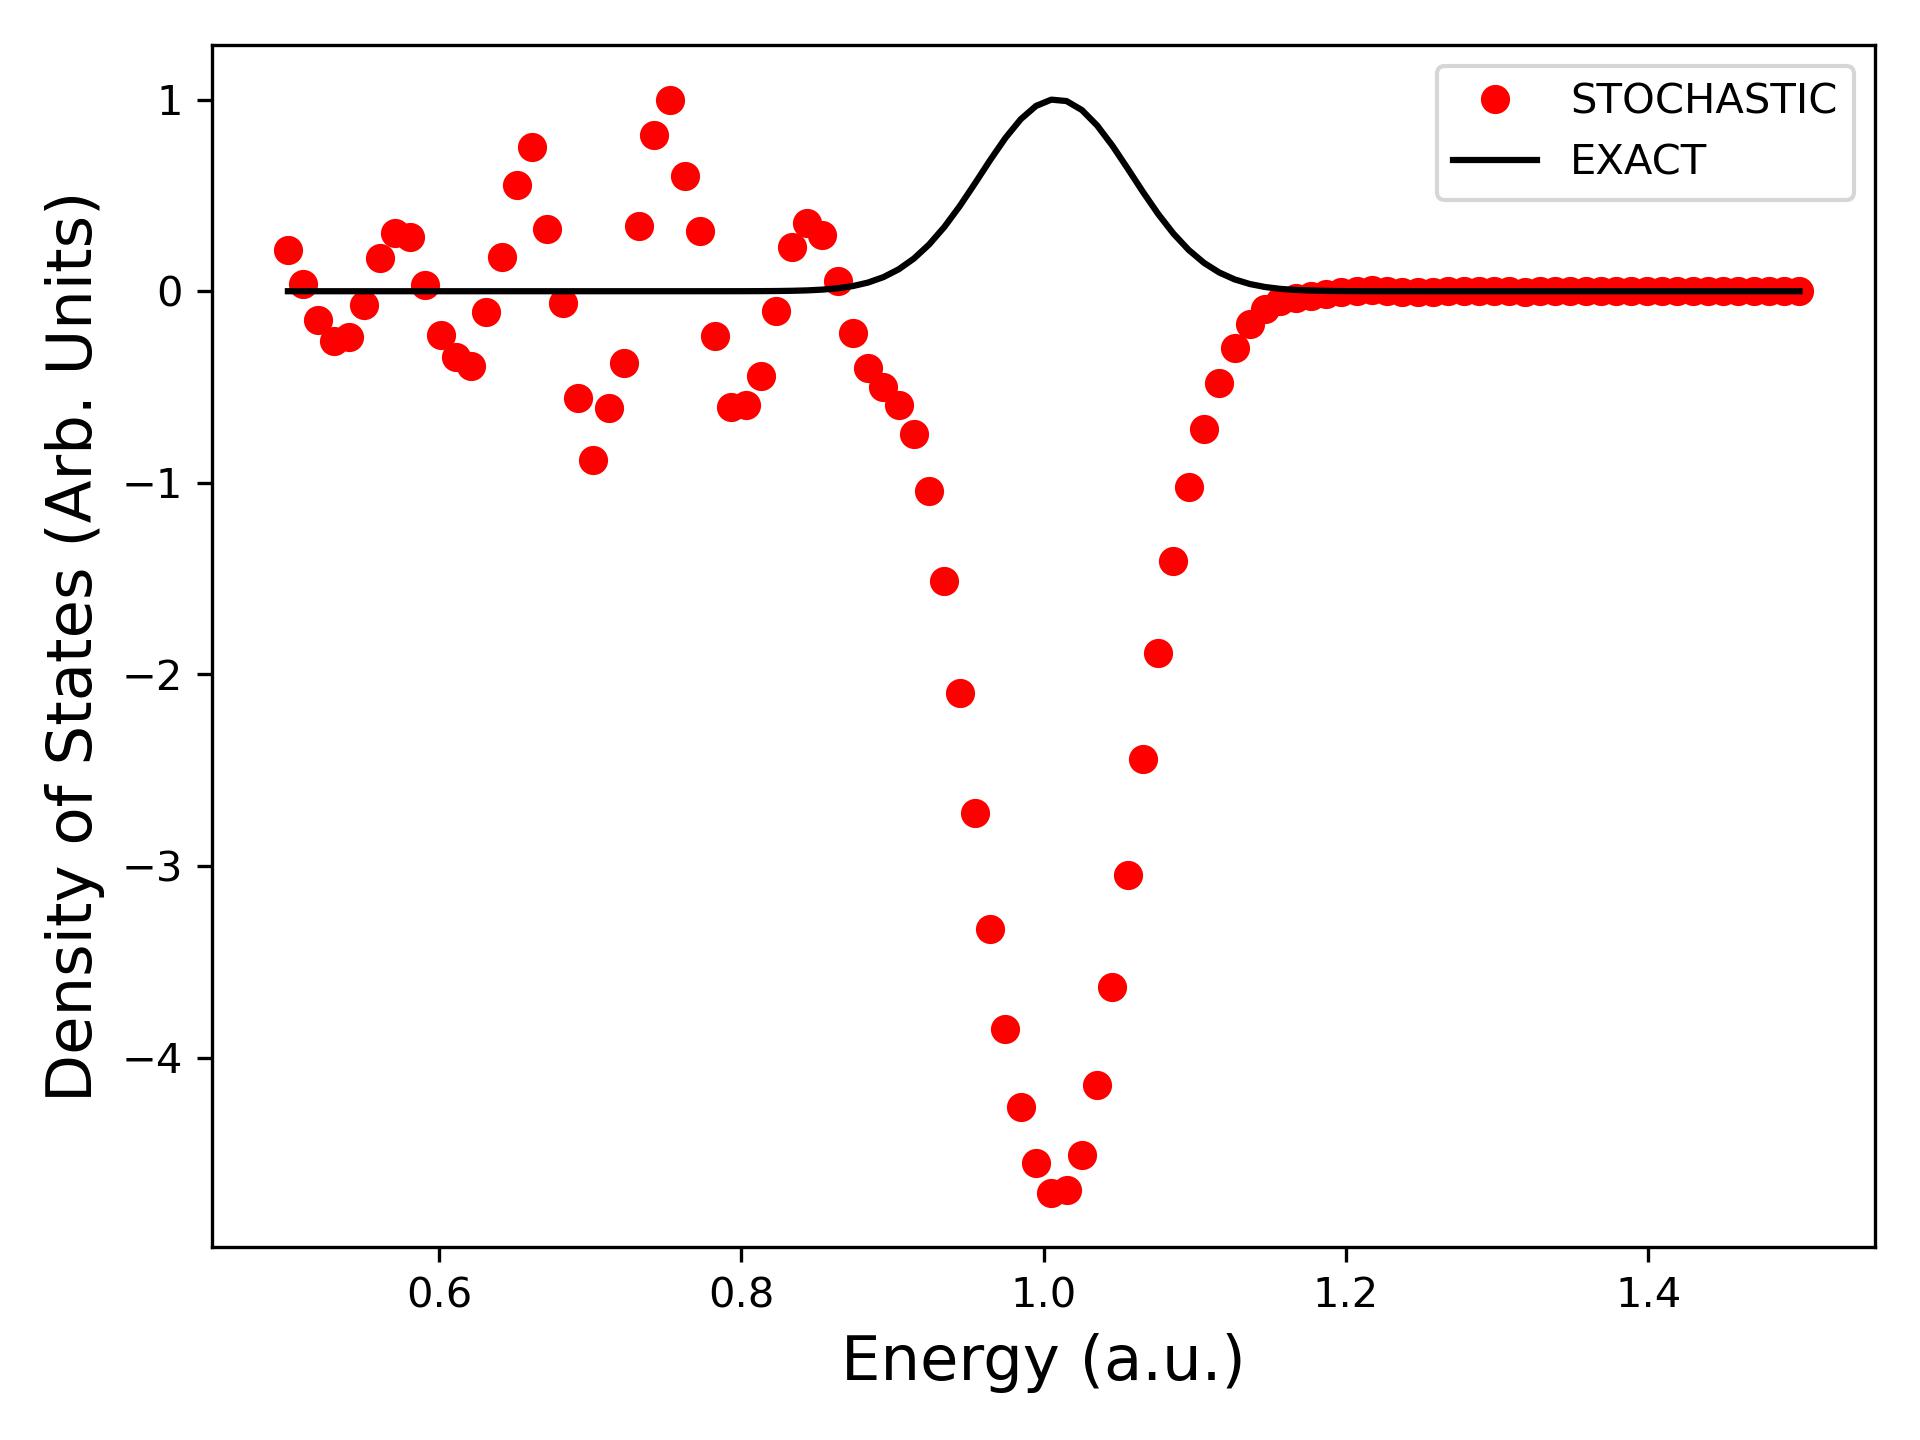 Density of States (Arb. Units)
1
0
−1
−2
−3
−4
STOCHASTIC
EXACT
0.6 0.8 1.0 1.2 1.4
Energy (a.u.)